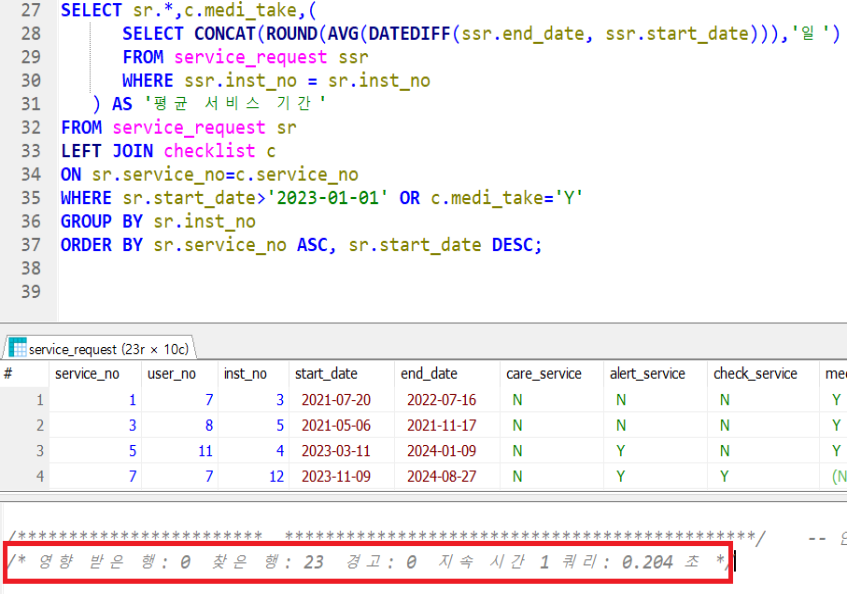 27 SELECT sr.*,c.medi_take,(
28 SELECT CONCAT(ROUND(AVG(DATEDIFF(ssr.end_date, ssr.start_date))),'일')
29 FROM service_request ssr
30 WHERE ssr.inst_no = sr.inst_no
31 ) AS '평균 서비스 기간'
32 FROM service_request sr
33 LEFT JOIN checklist c
34 ON sr.service_no=c.service_no
35 WHERE sr.start_date>'2023-01-01' OR c.medi_take='Y'
36 GROUP BY sr.inst_no
37 ORDER BY sr.service_no ASC, sr.start_date DESC;
38
39
service_request (23r × 10c)
# service_no user_no inst_no start_date end_date care_service alert_service check_service
1 1 7 3 2021-07-20 2022-07-16 N N N Y
2 3 8 5 2021-05-06 2021-11-17 N N N Y
3 5 11 4 2023-03-11 2024-01-09 N Y N Y
4 7 7 12 2023-11-09 2024-08-27 N Y Y (N
/************************ **********************************************/ --
/* 영향 받은 행: 0 찾은 행: 23 경고: 0 지속 시간 1 쿼리: 0.204 초 */